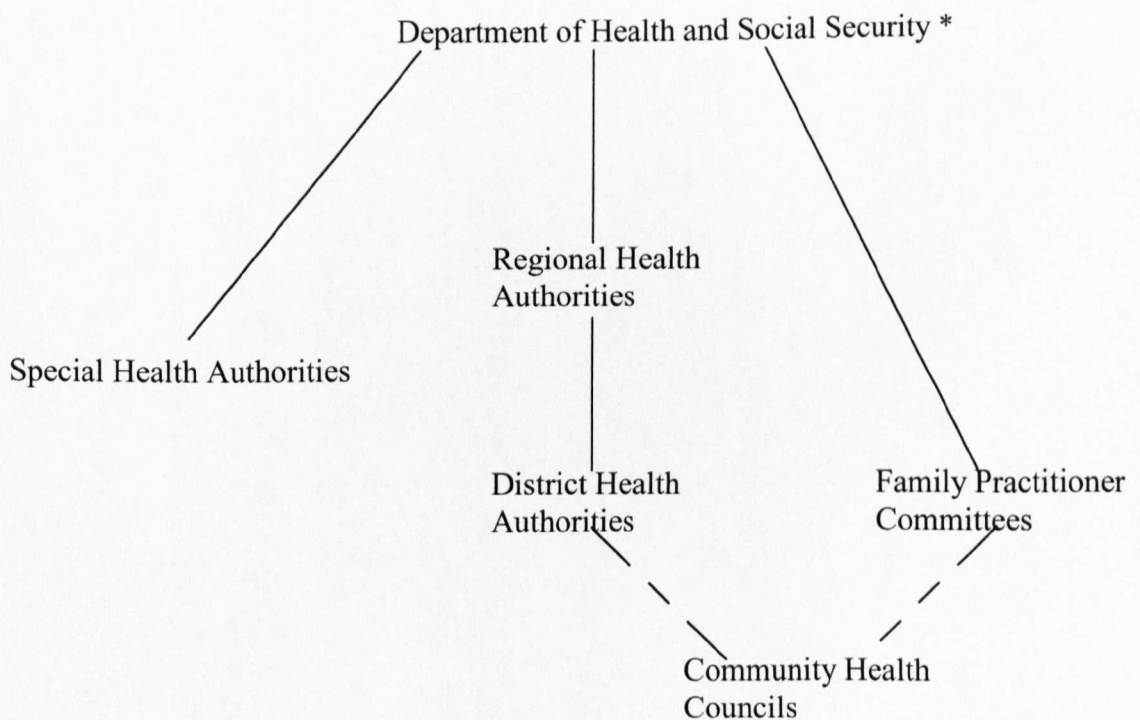 Department of Health and Social Security *
Regional Health
Authorities
Special Health Authorities
District Health
Authorities
Family Practitioner
Committees
Community Health
Councils